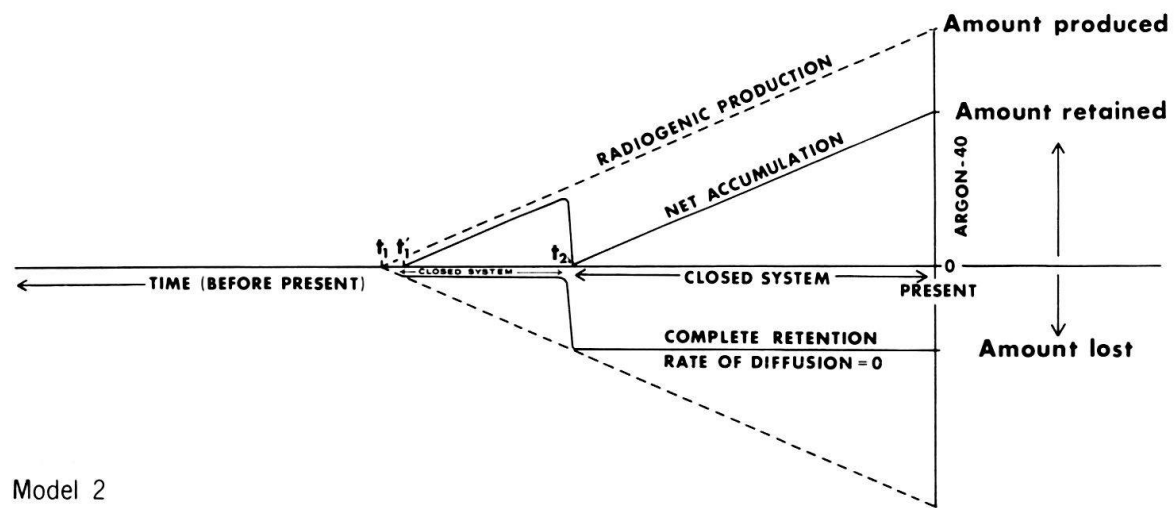 Amount produced
RADIOGENIC PRODUCTION
Amount retained
NET ACCUMULATION
ARGON-40
t₁ t₁′
t₂
CLOSED SYSTEM
0
TIME (BEFORE PRESENT)
CLOSED SYSTEM
PRESENT
COMPLETE RETENTION
RATE OF DIFFUSION = 0
Amount lost
Model 2